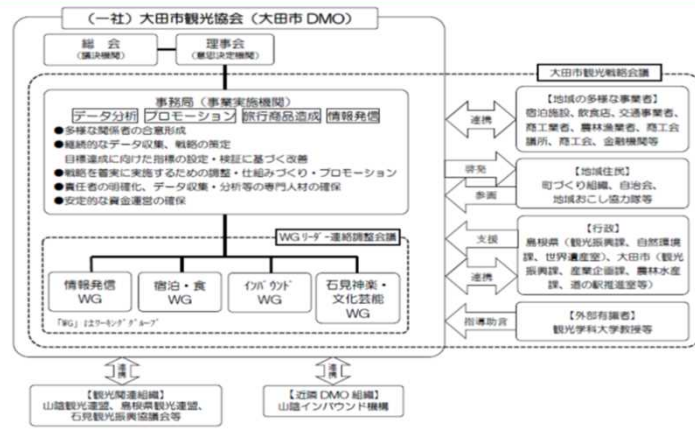 (一社)大田市観光協会(大田市DMO)
総 会
(議決機関)
理事会
(意思決定機関)
大田市観光戦略会議
事務局(事業実施機関)
データ分析 プロモーション 旅行商品造成 情報発信
●多様な関係者の合意形成
●継続的なデータ収集、戦略の策定
目標達成に向けた指標の設定・検証に基づく改善
●戦略を着実に実施するための調整・仕組みづくり・プロモーション
●責任者の明確化、データ収集・分析等の専門人材の確保
●安定的な資金運営の確保
WGリーダー連絡調整会議
情報発信
WG
宿泊・食
WG
インバウンド
WG
石見神楽・
文化芸能
WG
「WG」はワーキンググループ
連携
【地域の多様な事業者】
宿泊施設、飲食店、交通事業者、
商工業者、農林漁業者、商工会
議所、商工会、金融機関等
啓発
参画
【地域住民】
町づくり組織、自治会、
地域おこし協力隊等
支援
連携
【行政】
島根県(観光振興課、自然環境
課、世界遺産室)、大田市(観光
振興課、産業企画課、農林水産
課、道の駅推進室等)
指導助言
【外部有識者】
観光学科大学教授等
連携
【観光関連組織】
山陰観光連盟、島根県観光連盟、
石見観光振興協議会等
連携
【近隣DMO組織】
山陰インバウンド機構